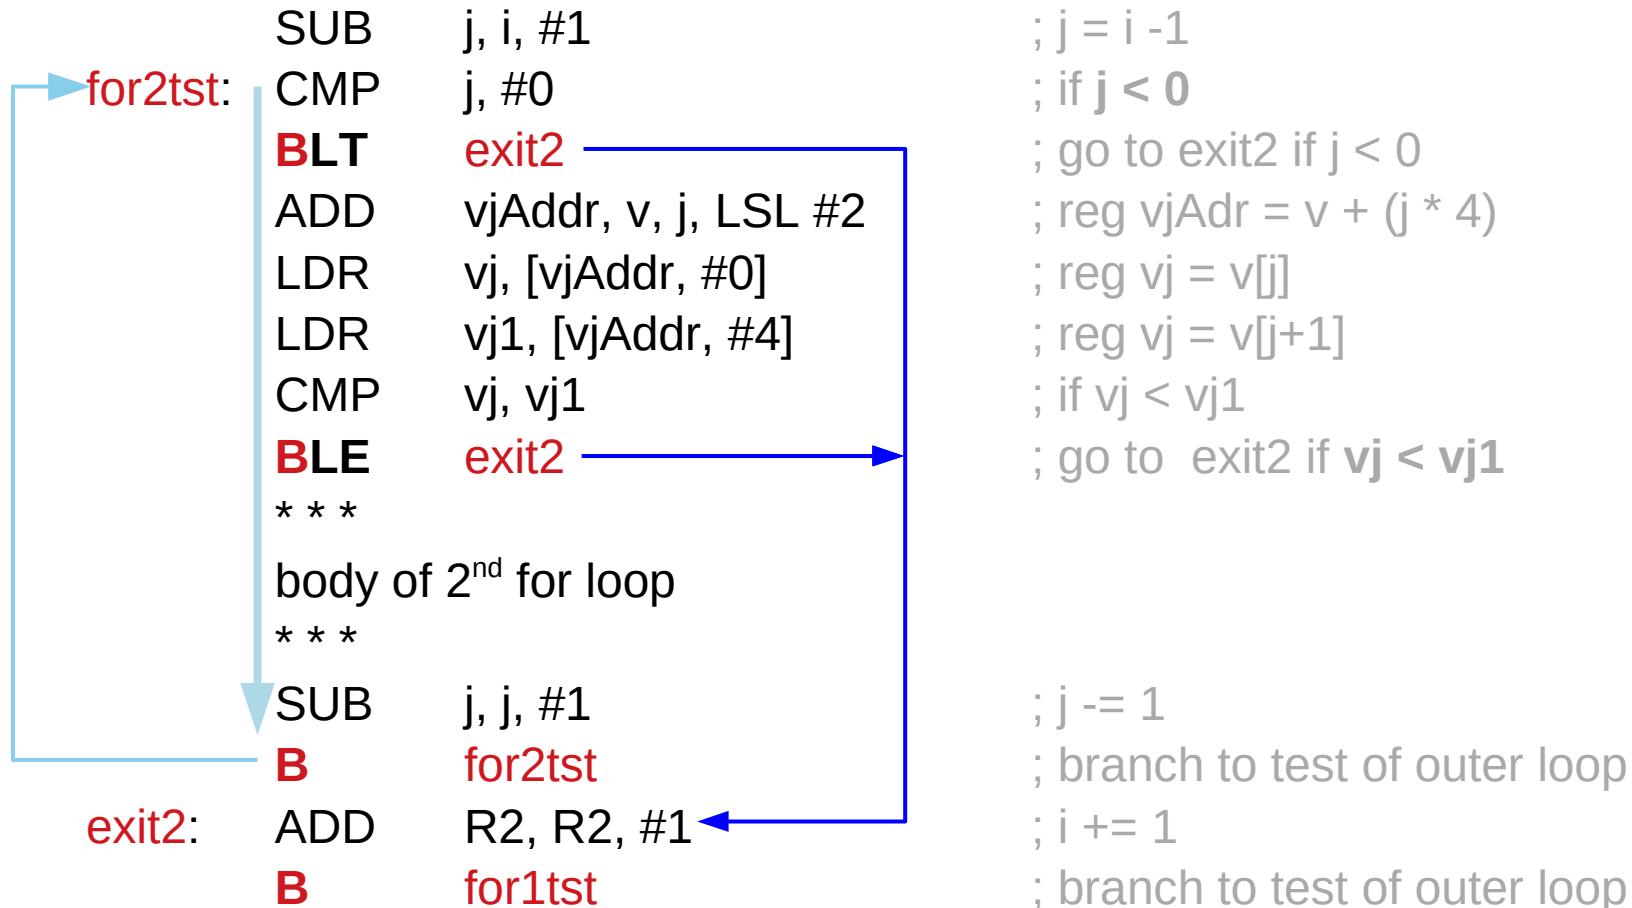 SUB j, i, #1 ; j = i -1
for2tst: CMP j, #0 ; if j < 0
BLT exit2 ; go to exit2 if j < 0
ADD vjAddr, v, j, LSL #2 ; reg vjAdr = v + (j * 4)
LDR vj, [vjAddr, #0] ; reg vj = v[j]
LDR vj1, [vjAddr, #4] ; reg vj = v[j+1]
CMP vj, vj1 ; if vj < vj1
BLE exit2 ; go to  exit2 if vj < vj1
* * *
body of 2nd for loop
* * *
SUB j, j, #1 ; j -= 1
B for2tst ; branch to test of outer loop
exit2: ADD R2, R2, #1 ; i += 1
B for1tst ; branch to test of outer loop